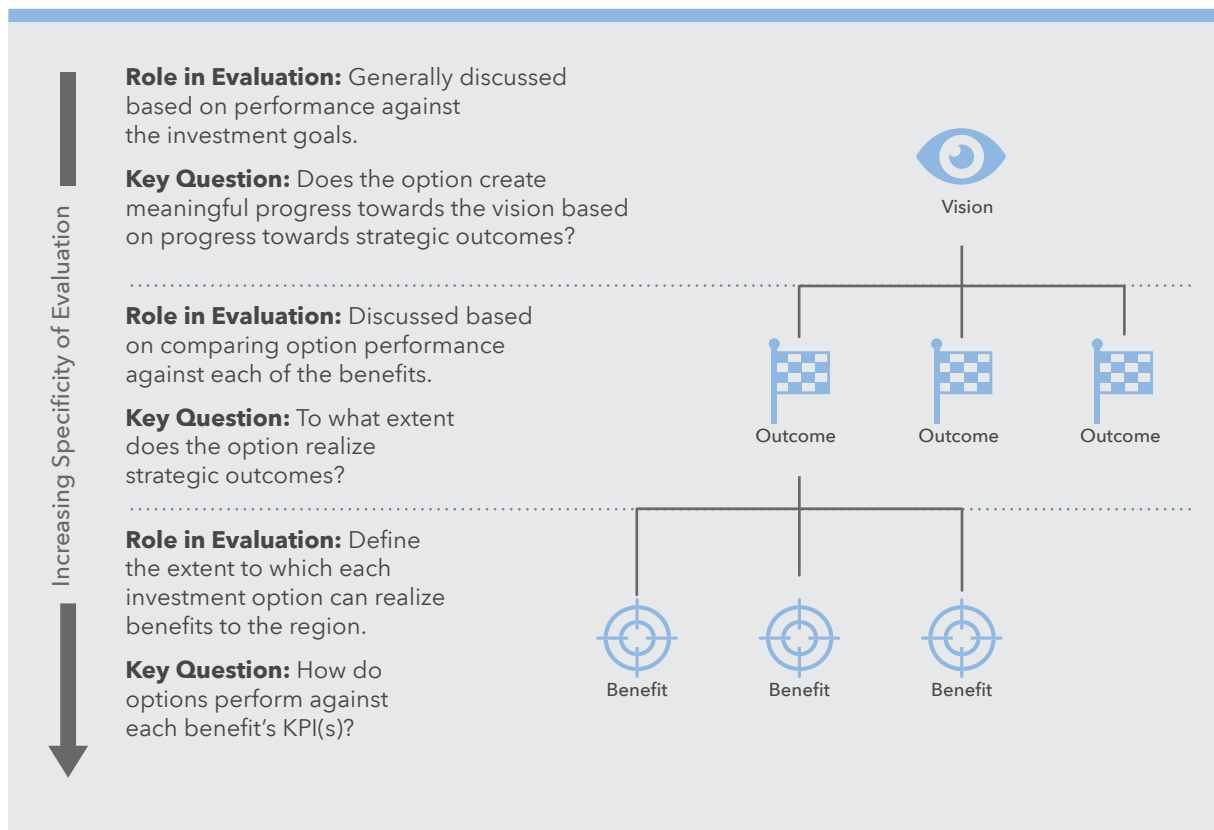 Increasing Specificity of Evaluation
Role in Evaluation: Generally discussed
based on performance against
the investment goals.
Key Question: Does the option create
meaningful progress towards the vision based
on progress towards strategic outcomes?
Vision
Role in Evaluation: Discussed based
on comparing option performance
against each of the benefits.
Key Question: To what extent
does the option realize
strategic outcomes?
Outcome
Outcome
Outcome
Role in Evaluation: Define
the extent to which each
investment option can realize
benefits to the region.
Key Question: How do
options perform against
each benefit's KPI(s)?
Benefit
Benefit
Benefit